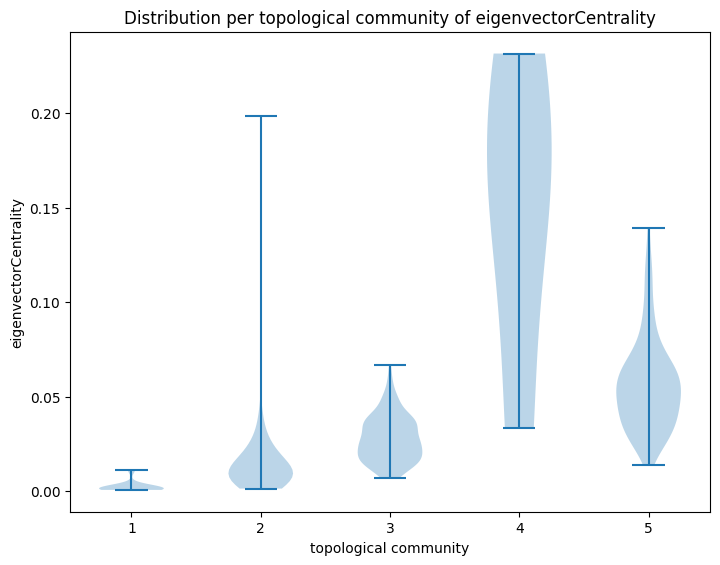 Distribution per topological community of eigenvectorCentrality
eigenvectorCentrality
0.20
0.15
0.10
0.05
0.00
1 2 3 4 5
topological community